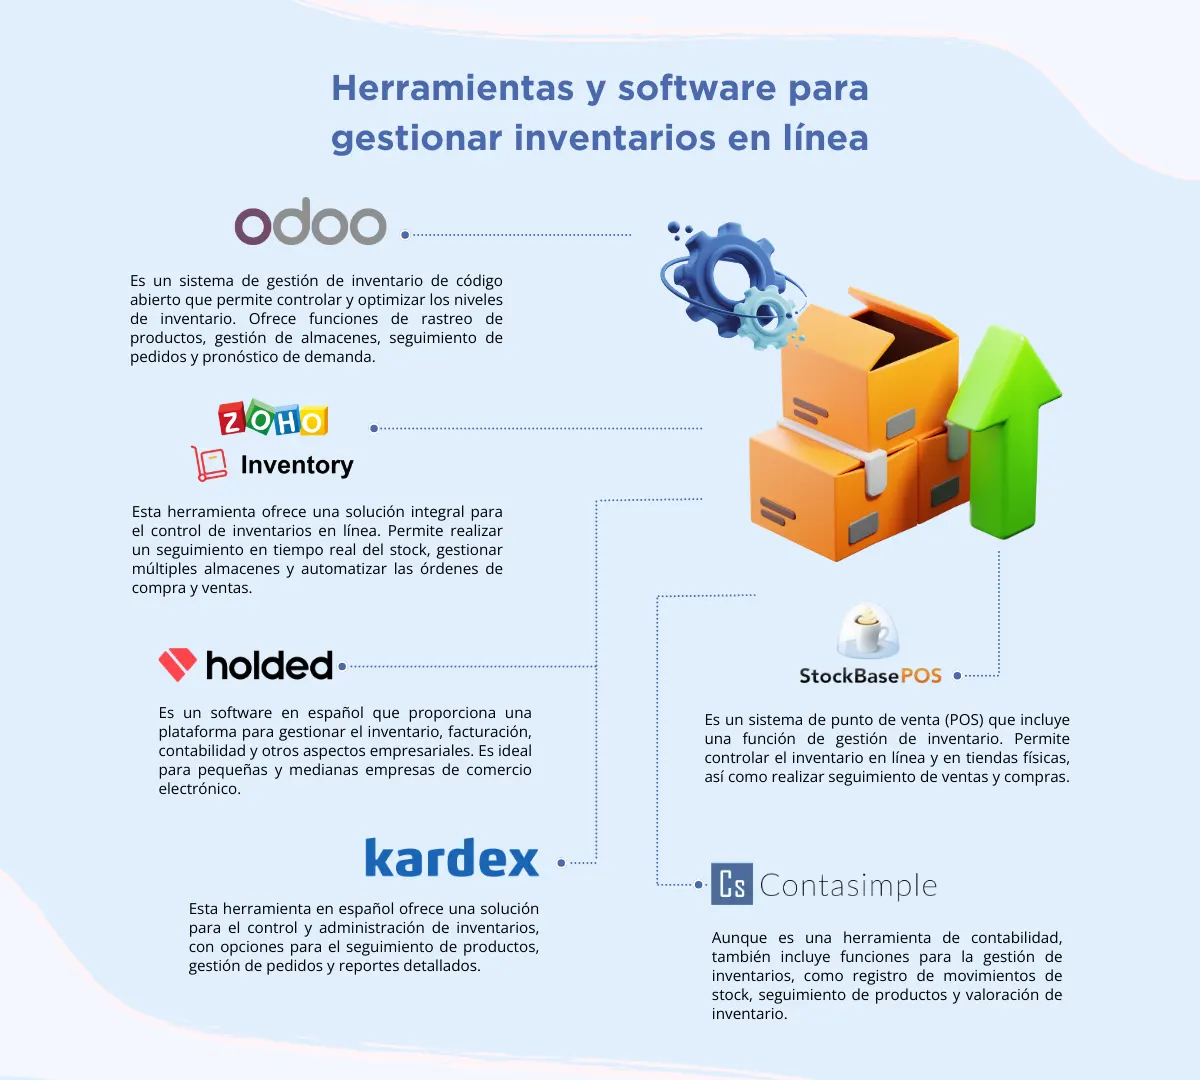 Herramientas y software para
gestionar inventarios en línea
odoo
Es un sistema de gestión de inventario de código
abierto que permite controlar y optimizar los niveles
de inventario. Ofrece funciones de rastreo de
productos, gestión de almacenes, seguimiento de
pedidos y pronóstico de demanda.
ZOHO
Inventory
Esta herramienta ofrece una solución integral para
el control de inventarios en línea. Permite realizar
un seguimiento en tiempo real del stock, gestionar
múltiples almacenes y automatizar las órdenes de
compra y ventas.
holded
Es un software en español que proporciona una
plataforma para gestionar el inventario, facturación,
contabilidad y otros aspectos empresariales. Es ideal
para pequeñas y medianas empresas de comercio
electrónico.
kardex
Esta herramienta en español ofrece una solución
para el control y administración de inventarios,
con opciones para el seguimiento de productos,
gestión de pedidos y reportes detallados.
StockBasePOS
Es un sistema de punto de venta (POS) que incluye
una función de gestión de inventario. Permite
controlar el inventario en línea y en tiendas físicas,
así como realizar seguimiento de ventas y compras.
Cs Contasimple
Aunque es una herramienta de contabilidad,
también incluye funciones para la gestión de
inventarios, como registro de movimientos de
stock, seguimiento de productos y valoración de
inventario.